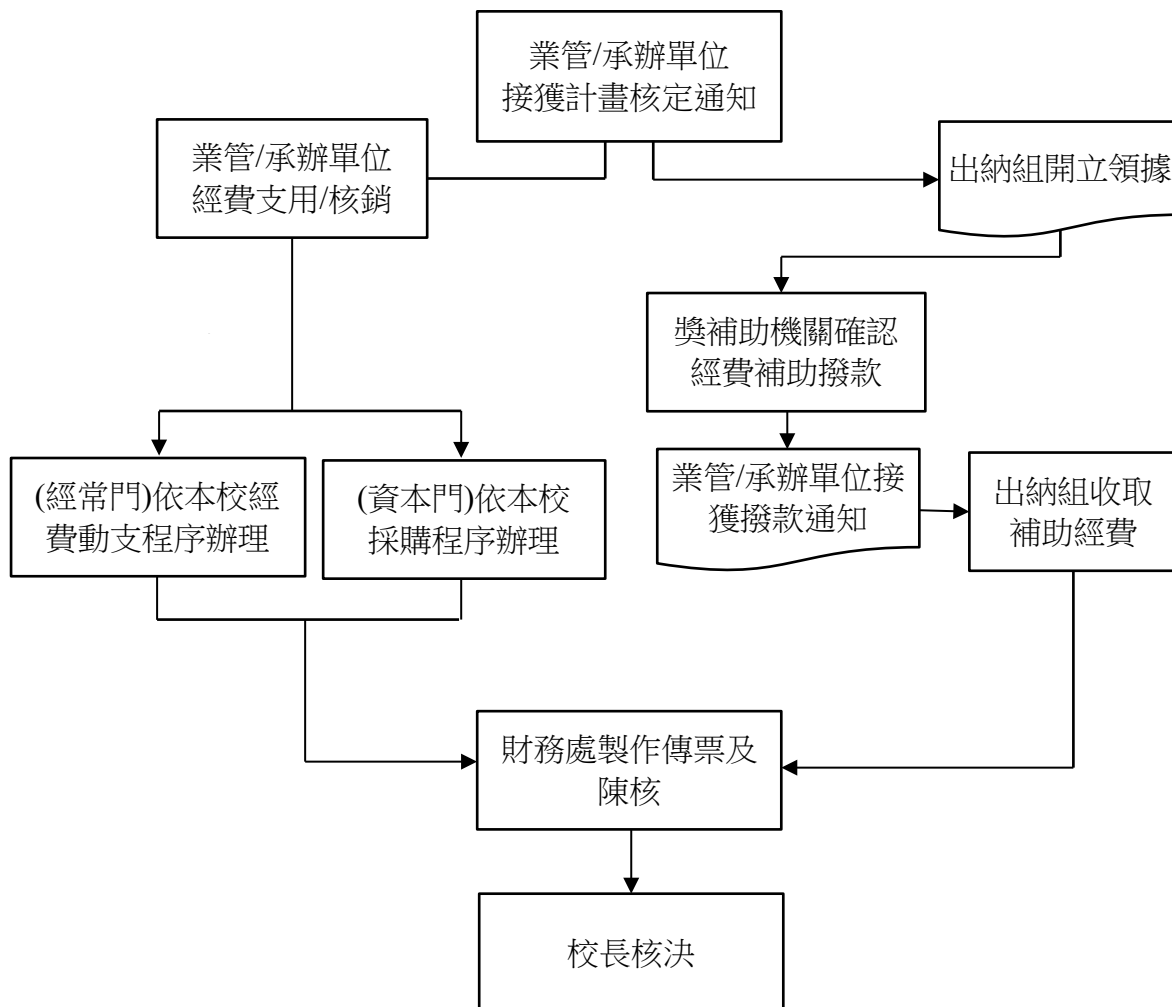 業管/承辦單位
接獲計畫核定通知
業管/承辦單位
經費支用/核銷
出納組開立領據
獎補助機關確認
經費補助撥款
(經常門)依本校經
費動支程序辦理
(資本門)依本校
採購程序辦理
業管/承辦單位接
獲撥款通知
出納組收取
補助經費
財務處製作傳票及
陳核
校長核決